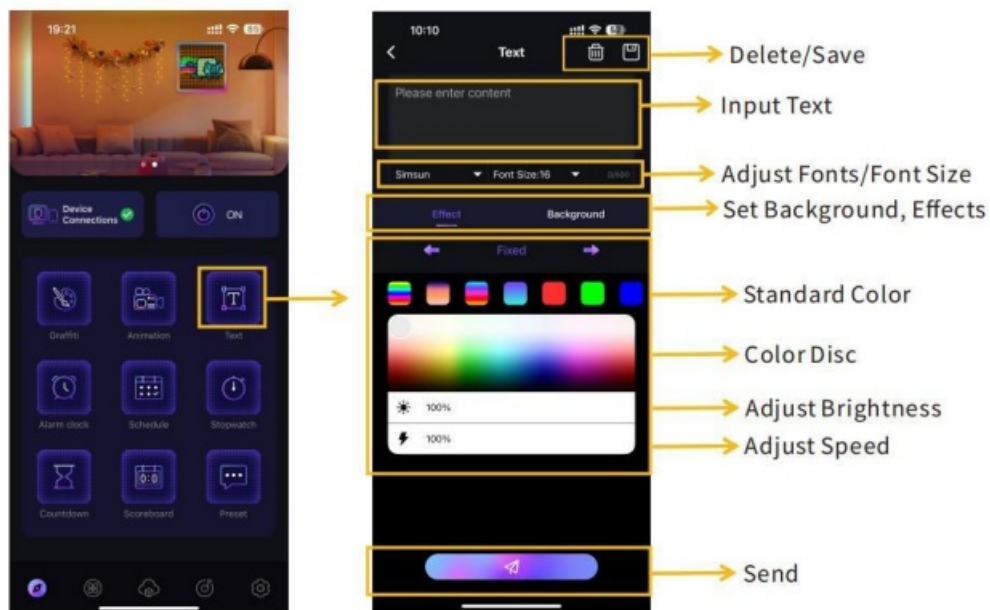 19:21
Device
Connections
ON
Graffiti
Animation
Text
Alarm clock
Schedule
Stopwatch
0:0
Countdown
Scoreboard
Preset
10:10
Text
Please enter content
Simsun
Font Size:16
0/500
Effect
Background
Fixed
100%
100%
Delete/Save
Input Text
Adjust Fonts/Font Size
Set Background, Effects
Standard Color
Color Disc
Adjust Brightness
Adjust Speed
Send